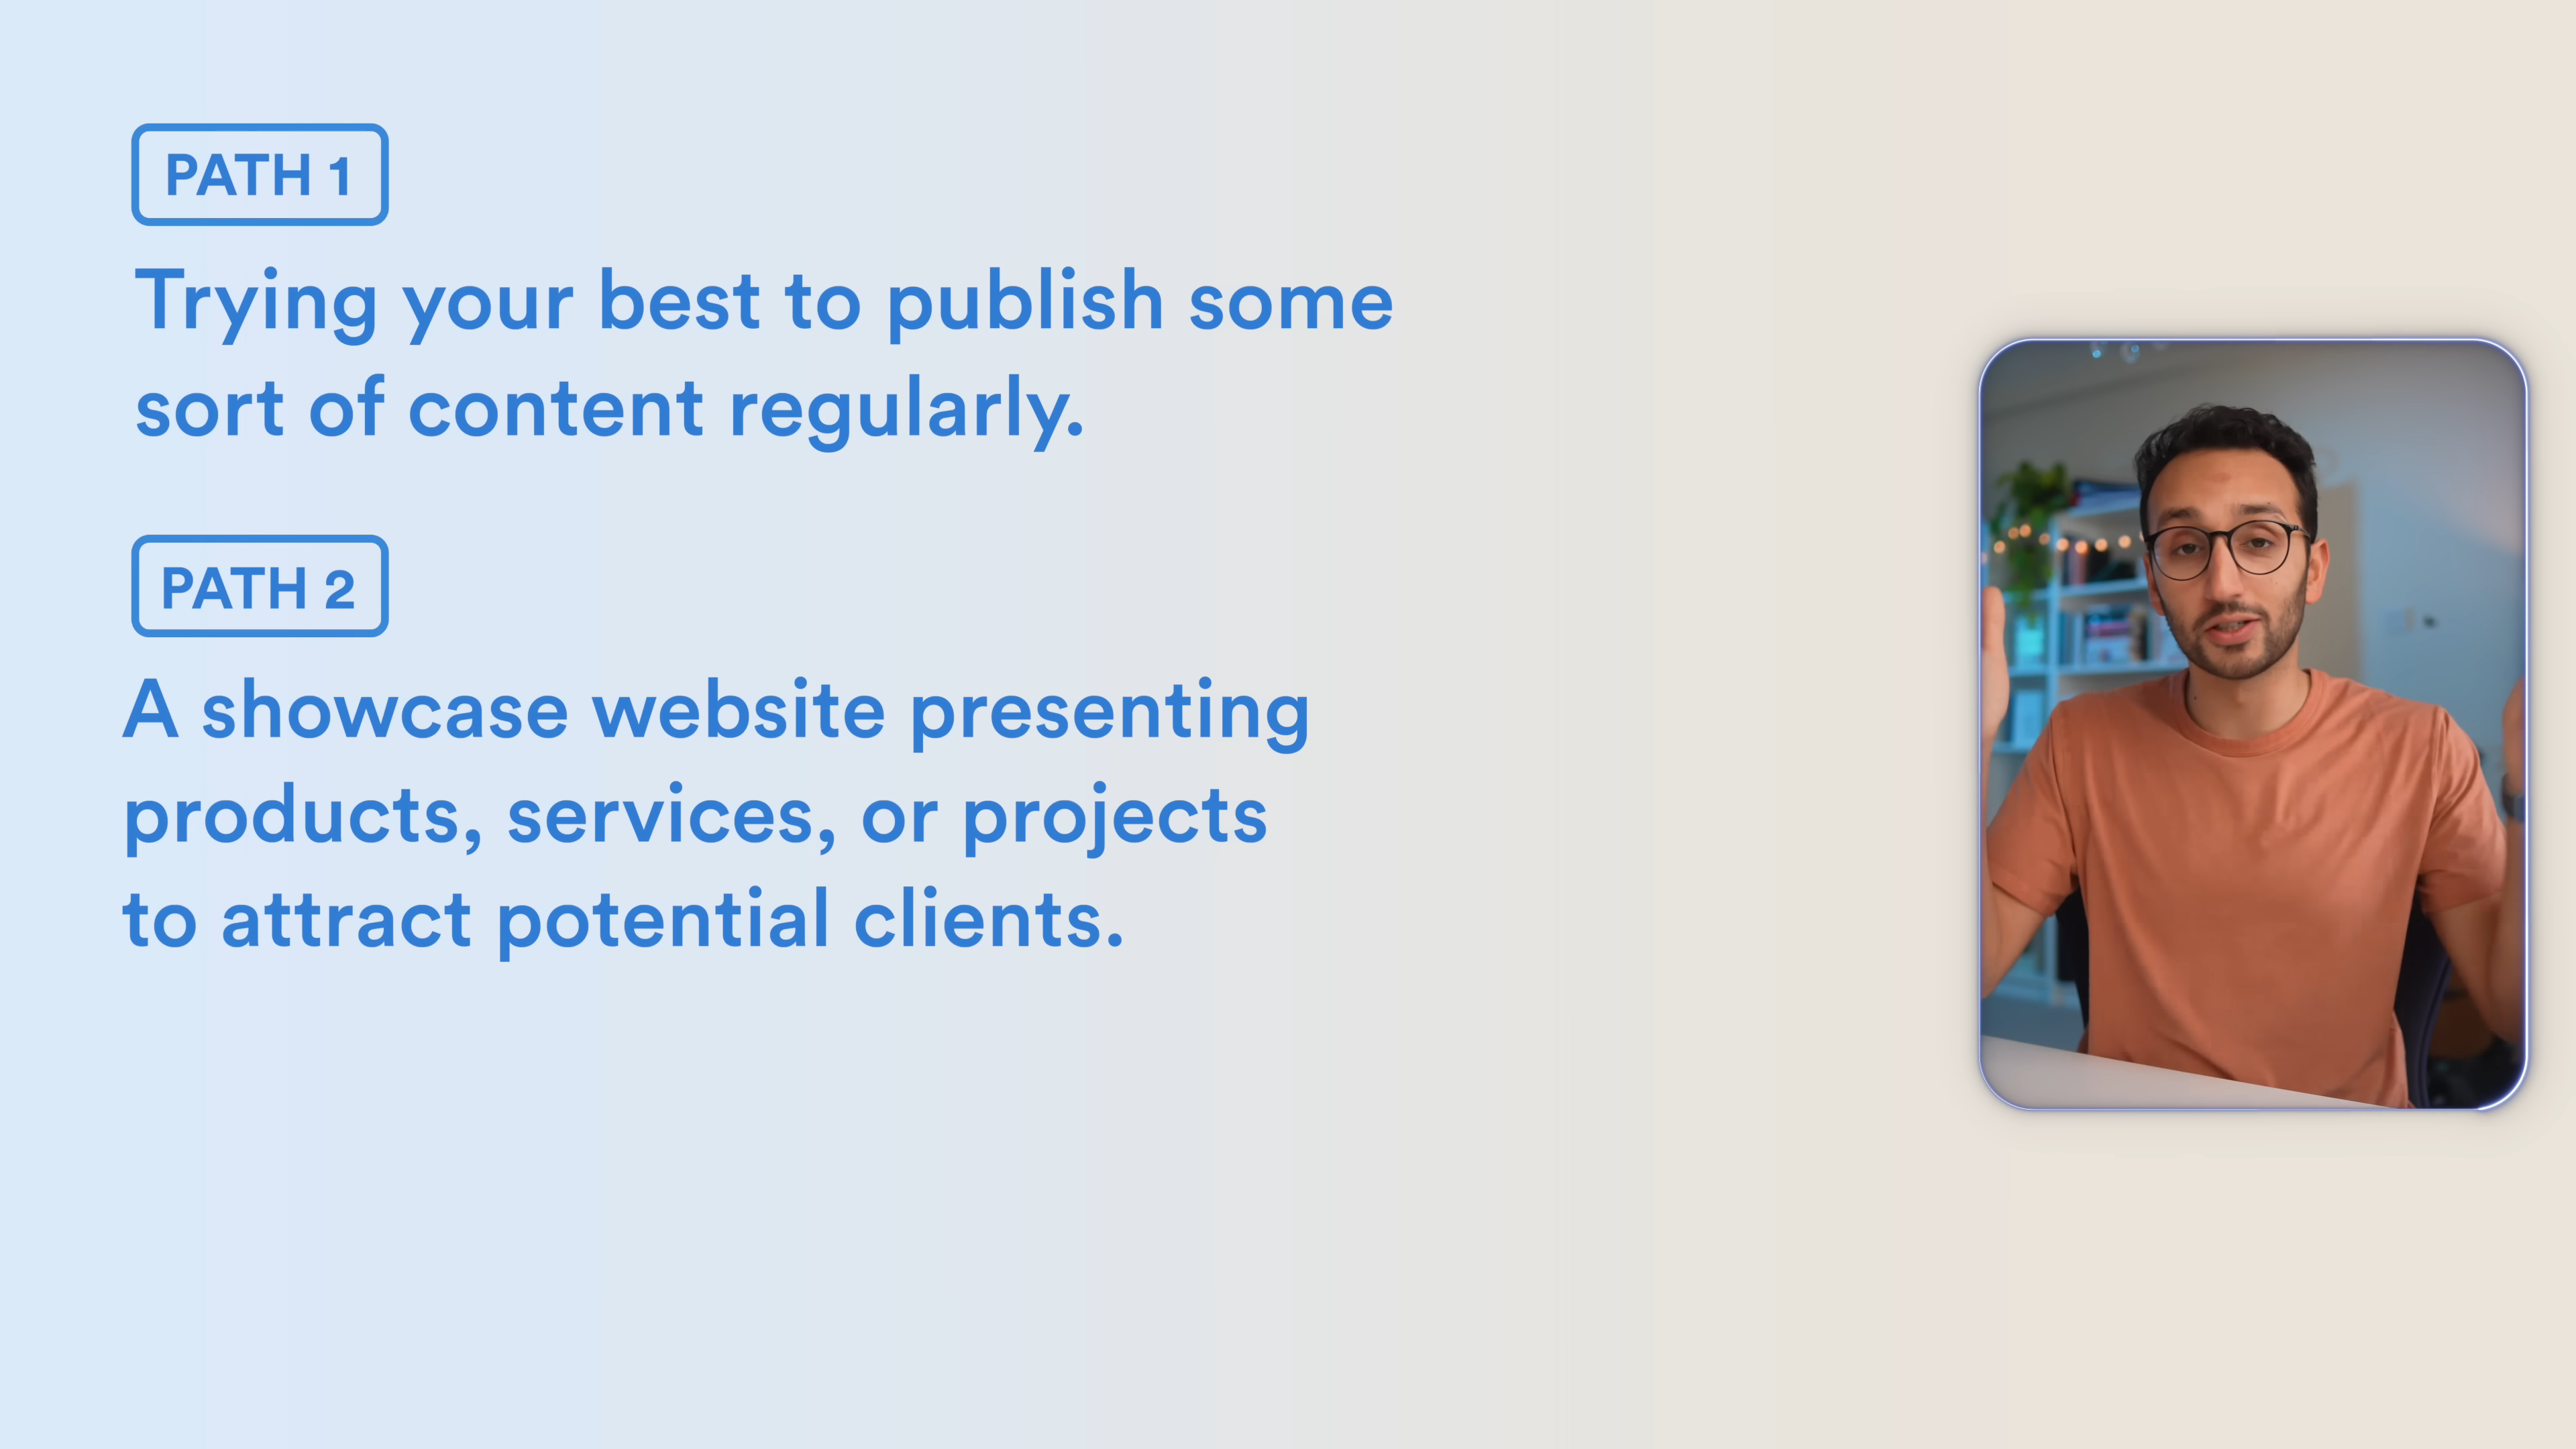 PATH 1
Trying your best to publish some
sort of content regularly.
PATH 2
A showcase website presenting
products, services, or projects
to attract potential clients.